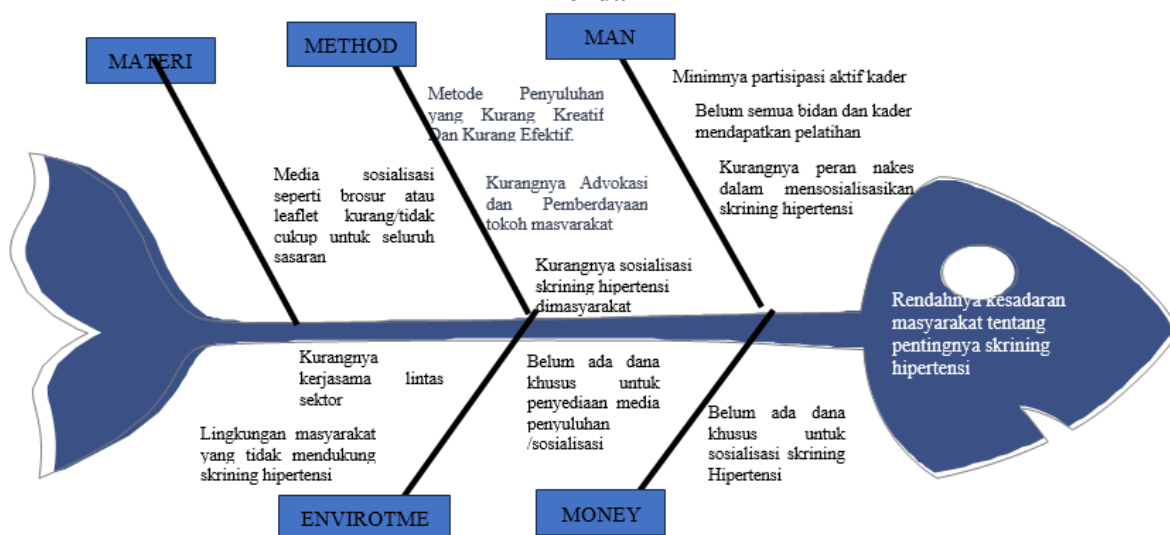 MATERI
METHOD
MAN
Minimnya partisipasi aktif kader
Belum semua bidan dan kader
mendapatkan pelatihan
Kurangnya peran nakes
dalam mensosialisasikan
skrining hipertensi
Metode Penyuluhan
yang Kurang Kreatif
Dan Kurang Efektif.
Kurangnya Advokasi
dan Pemberdayaan
tokoh masyarakat
Kurangnya sosialisasi
skrining hipertensi
dimasyarakat
Media sosialisasi
seperti brosur atau
leaflet kurang/tidak
cukup untuk seluruh
sasaran
Rendahnya kesadaran
masyarakat tentang
pentingnya skrining
hipertensi
Kurangnya
kerjasama lintas
sektor
Lingkungan masyarakat
yang tidak mendukung
skrining hipertensi
Belum ada dana
khusus untuk
penyediaan media
penyuluhan
/sosialisasi
Belum ada dana
khusus untuk
sosialisasi skrining
Hipertensi
ENVIROTME
MONEY